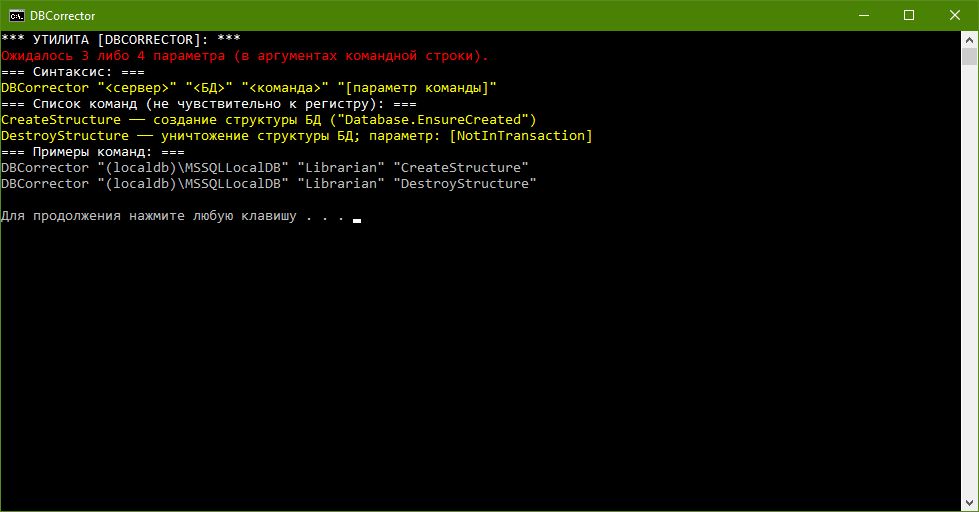 DBCorrector
*** УТИЛИТА [DBCORRECTOR]: ***
Ожидалось 3 либо 4 параметра (в аргументах командной строки).
=== Синтаксис: ===
DBCorrector "<сервер>" "<БД>" "<команда>" "[параметр команды]"
=== Список команд (не чувствительно к регистру): ===
CreateStructure —— создание структуры БД ("Database.EnsureCreated")
DestroyStructure —— уничтожение структуры БД; параметр: [NotInTransaction]
=== Примеры команд: ===
DBCorrector "(localdb)\MSSQLLocalDB" "Librarian" "CreateStructure"
DBCorrector "(localdb)\MSSQLLocalDB" "Librarian" "DestroyStructure"
Для продолжения нажмите любую клавишу . . .